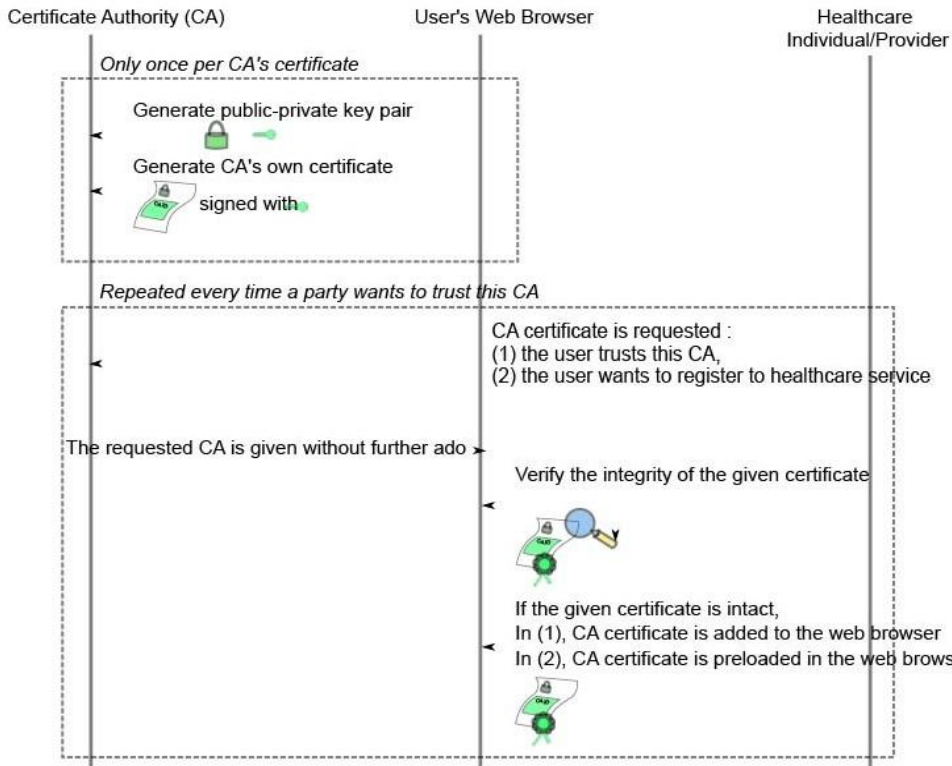 Certificate Authority (CA)
User's Web Browser
Healthcare
Individual/Provider
Only once per CA's certificate
Generate public-private key pair
Generate CA's own certificate
signed with
Repeated every time a party wants to trust this CA
CA certificate is requested :
(1) the user trusts this CA,
(2) the user wants to register to healthcare service
The requested CA is given without further ado
Verify the integrity of the given certificate
If the given certificate is intact,
In (1), CA certificate is added to the web browser
In (2), CA certificate is preloaded in the web brows